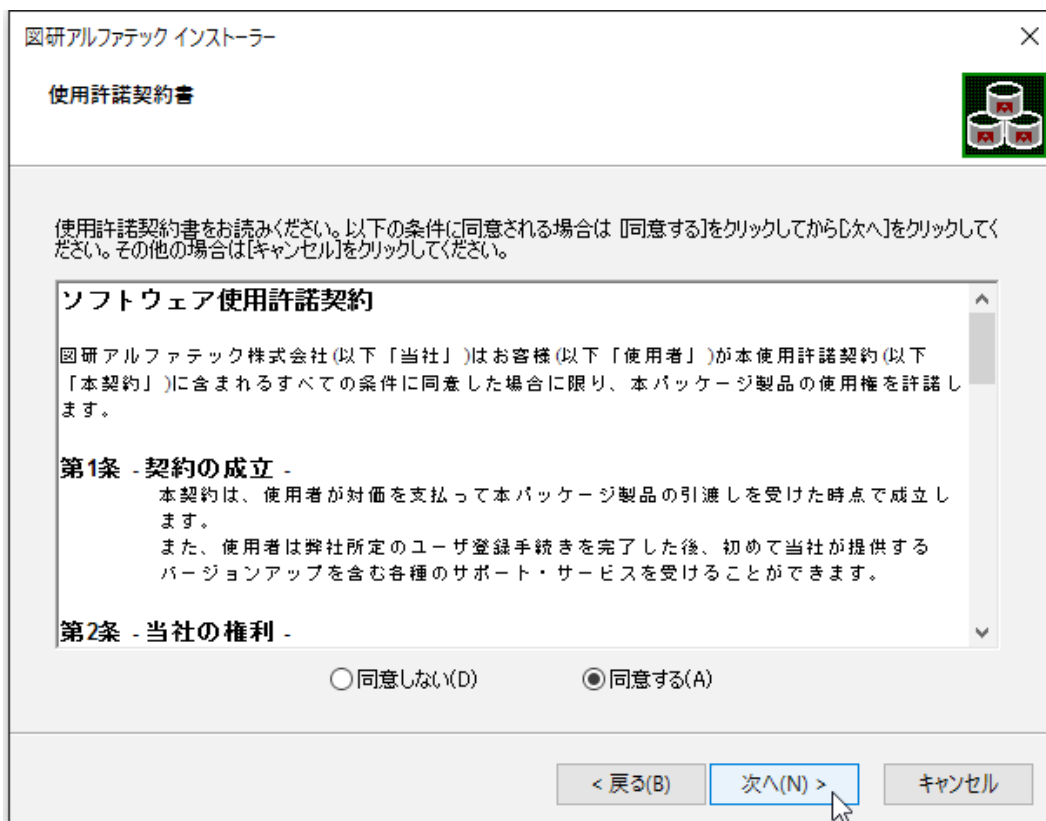 図研アルファテック インストーラー
使用許諾契約書
使用許諾契約書をお読みください。以下の条件に同意される場合は [同意する]をクリックしてから[次へ]をクリックしてく
ださい。その他の場合は[キャンセル]をクリックしてください。
ソフトウェア使用許諾契約
図研アルファテック株式会社(以下「当社」)はお客様(以下「使用者」)が本使用許諾契約(以下
「本契約」)に含まれるすべての条件に同意した場合に限り、本パッケージ製品の使用権を許諾し
ます。
第1条 - 契約の成立 -
本契約は、使用者が対価を支払って本パッケージ製品の引渡しを受けた時点で成立し
ます。
また、使用者は弊社所定のユーザ登録手続きを完了した後、初めて当社が提供する
バージョンアップを含む各種のサポート・サービスを受けることができます。
第2条 - 当社の権利 -
同意しない(D) 同意する(A)
< 戻る(B) 次へ(N) > キャンセル